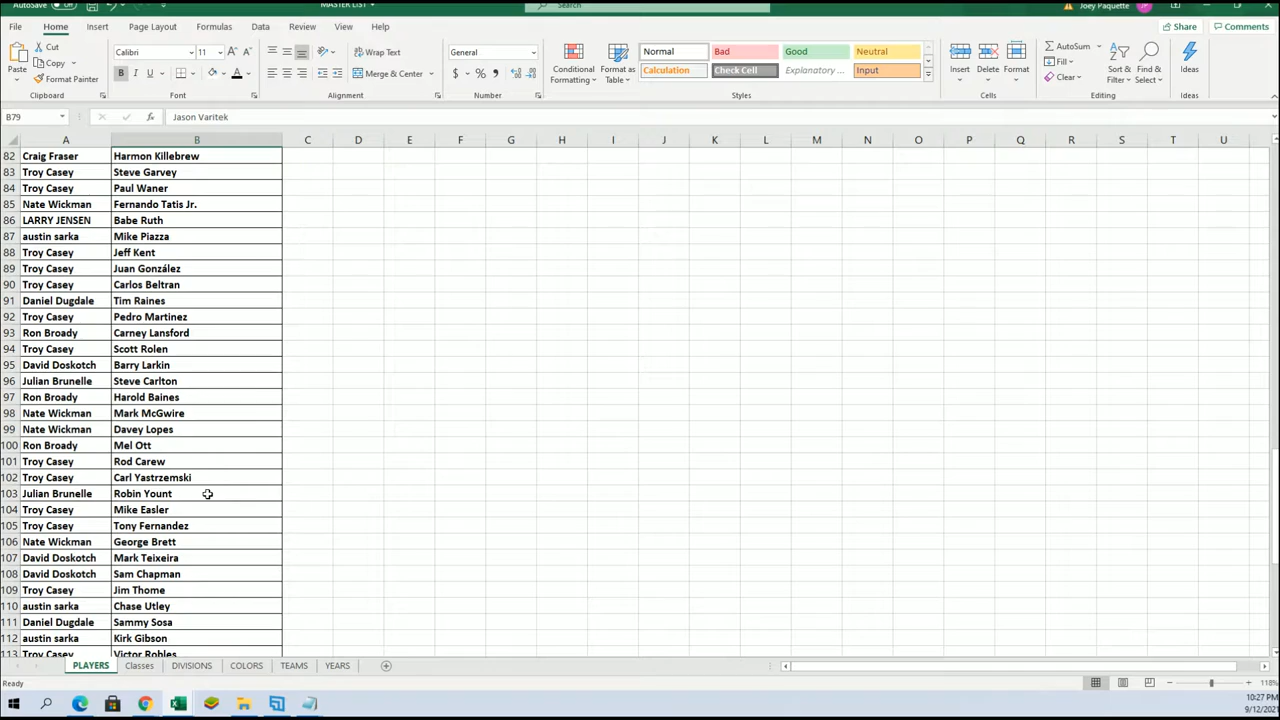 AutoSave MASTER LIST Search Joey Paquette JP
File Home Insert Page Layout Formulas Data Review View Help Share Comments
Cut Calibri 11 Wrap Text General Normal Bad Good Neutral AutoSum
Copy Fill
Paste Format Painter Merge & Center Conditional Formatting Format as Table Calculation Check Cell Explanatory ... Input Insert Delete Format Clear Sort & Filter Find & Select Ideas
Clipboard Font Alignment Number Styles Cells Editing Ideas
B79 fx Jason Varitek
A B C D E F G H I J K L M N O P Q R S T U
82 Craig Fraser Harmon Killebrew
83 Troy Casey Steve Garvey
84 Troy Casey Paul Waner
85 Nate Wickman Fernando Tatis Jr.
86 LARRY JENSEN Babe Ruth
87 austin sarka Mike Piazza
88 Troy Casey Jeff Kent
89 Troy Casey Juan González
90 Troy Casey Carlos Beltran
91 Daniel Dugdale Tim Raines
92 Troy Casey Pedro Martinez
93 Ron Broady Carney Lansford
94 Troy Casey Scott Rolen
95 David Doskotch Barry Larkin
96 Julian Brunelle Steve Carlton
97 Ron Broady Harold Baines
98 Nate Wickman Mark McGwire
99 Nate Wickman Davey Lopes
100 Ron Broady Mel Ott
101 Troy Casey Rod Carew
102 Troy Casey Carl Yastrzemski
103 Julian Brunelle Robin Yount
104 Troy Casey Mike Easler
105 Troy Casey Tony Fernandez
106 Nate Wickman George Brett
107 David Doskotch Mark Teixeira
108 David Doskotch Sam Chapman
109 Troy Casey Jim Thome
110 austin sarka Chase Utley
111 Daniel Dugdale Sammy Sosa
112 austin sarka Kirk Gibson
113 Troy Casey Victor Robles
PLAYERS Classes DIVISIONS COLORS TEAMS YEARS
Ready 118%
10:27 PM
9/12/2021